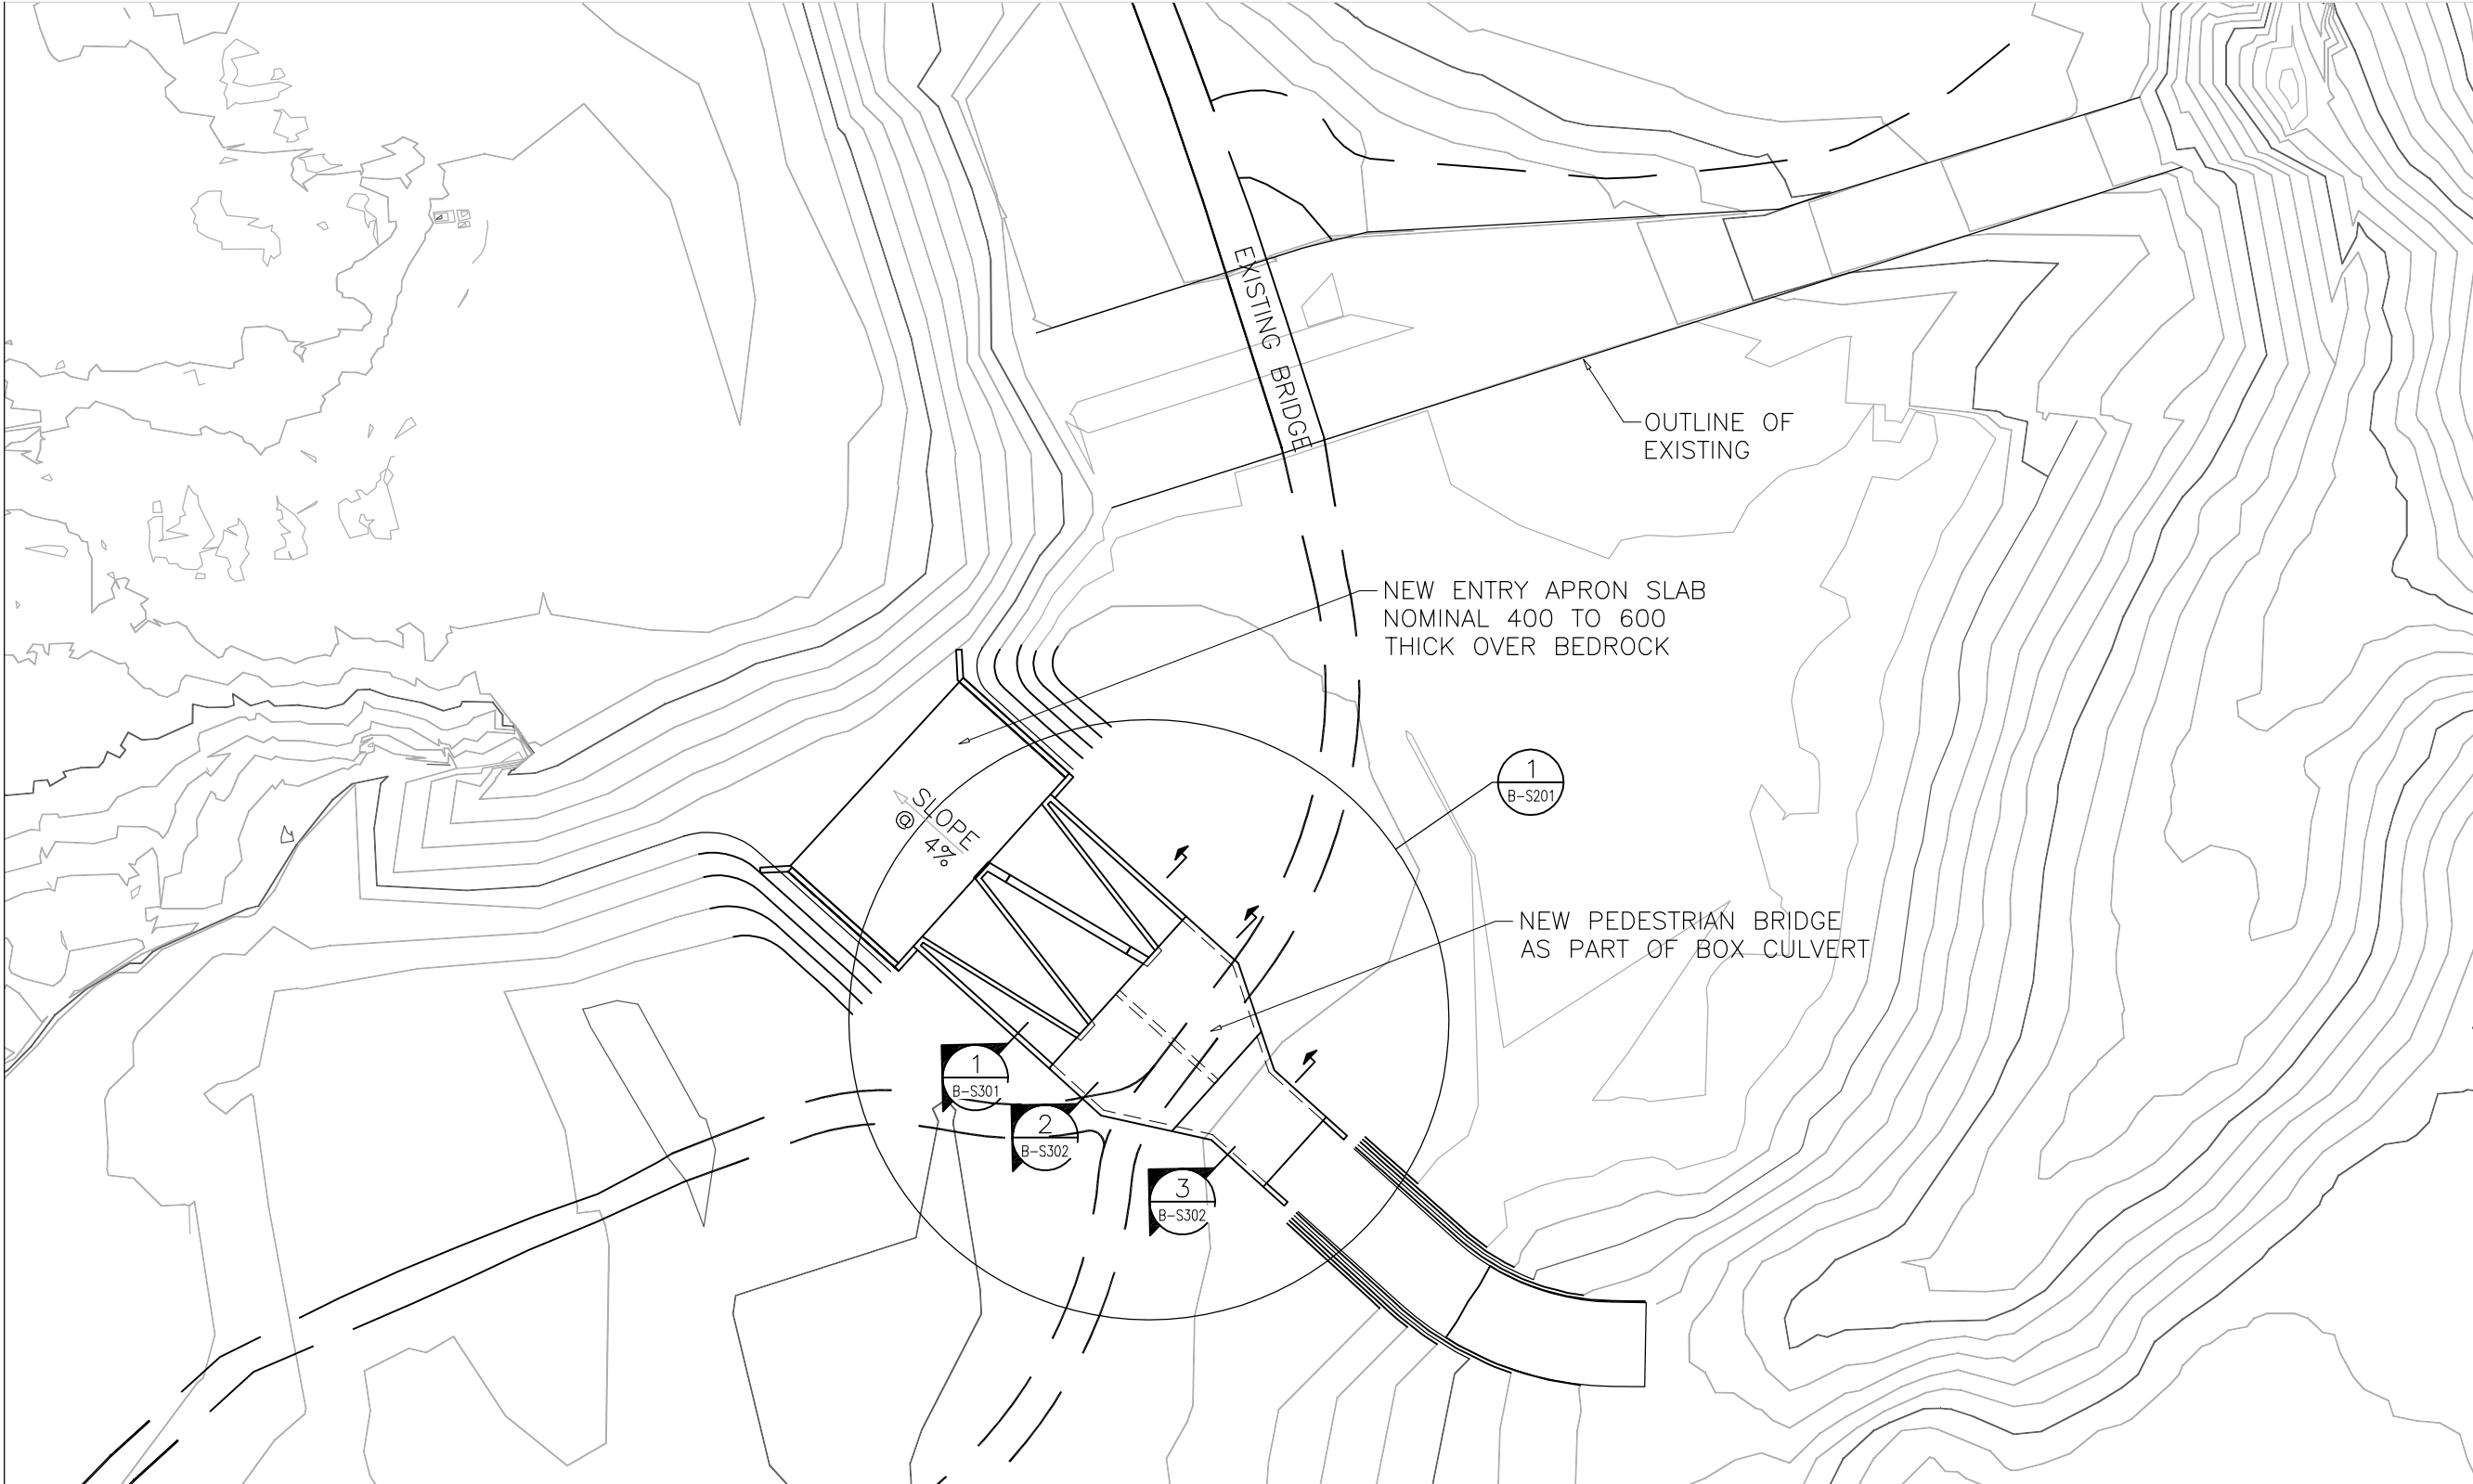 EXISTING BRIDGE
OUTLINE OF
EXISTING
NEW ENTRY APRON SLAB
NOMINAL 400 TO 600
THICK OVER BEDROCK
1
B-S201
SLOPE
@ 4%
NEW PEDESTRIAN BRIDGE
AS PART OF BOX CULVERT
1
B-S301
2
B-S302
3
B-S302